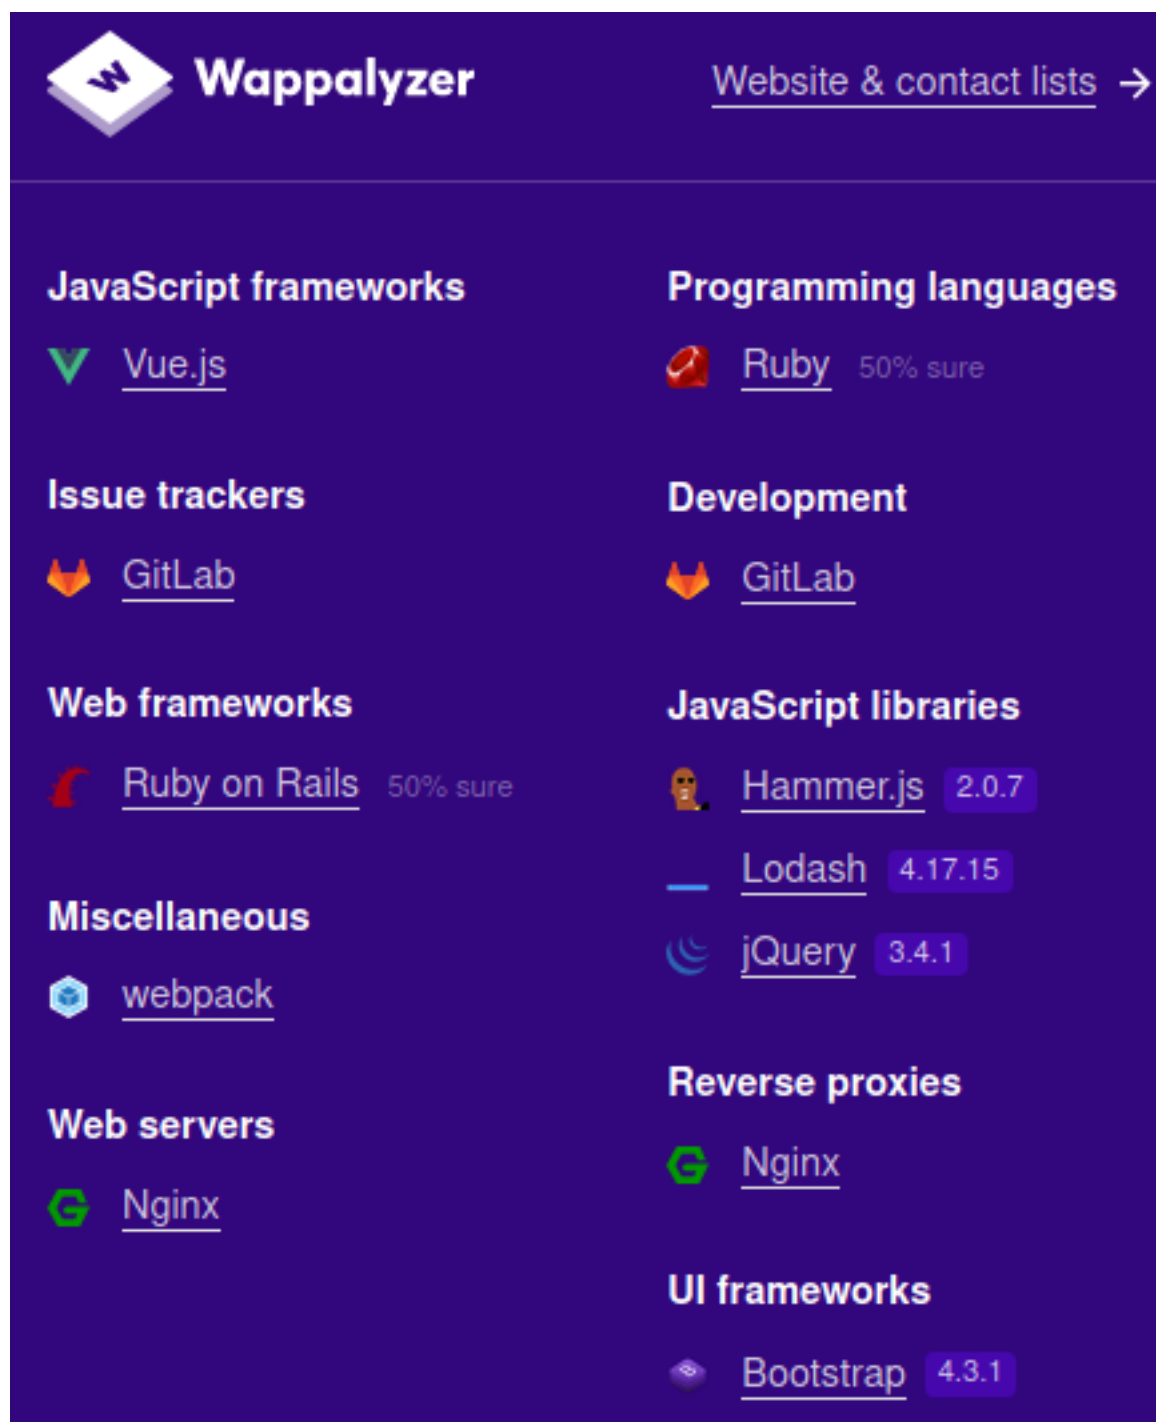 Wappalyzer
Website & contact lists →
JavaScript frameworks
Vue.js
Issue trackers
GitLab
Web frameworks
Ruby on Rails 50% sure
Miscellaneous
webpack
Web servers
Nginx
Programming languages
Ruby 50% sure
Development
GitLab
JavaScript libraries
Hammer.js 2.0.7
Lodash 4.17.15
jQuery 3.4.1
Reverse proxies
Nginx
UI frameworks
Bootstrap 4.3.1